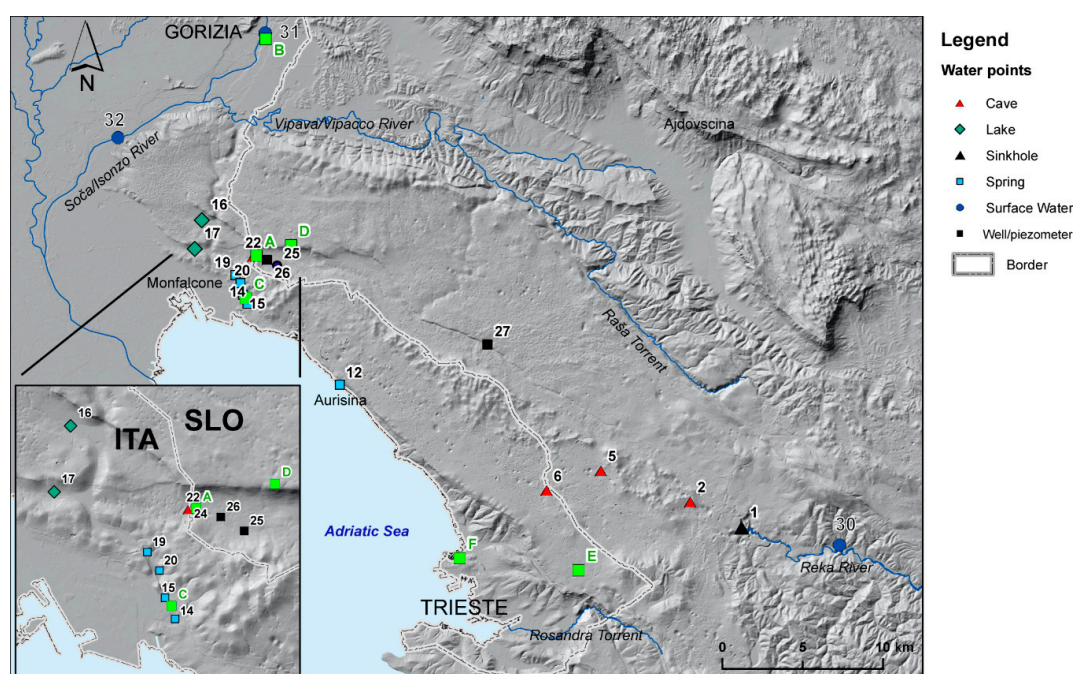 GORIZIA
31
B
N
32
Vipava/Vipacco River
Ajdovscina
Soča/Isonzo River
16
17
D
22
A
25
19
20
26
Monfalcone
14
C
15
27
Raša Torrent
12
Aurisina
5
6
2
1
30
Reka River
Adriatic Sea
F
E
TRIESTE
Rosandra Torrent
0
10 km
16
SLO
ITA
17
D
22
A
24
26
25
19
20
15
C
14
Legend
Water points
Cave
Lake
Sinkhole
Spring
Surface Water
Well/piezometer
Border